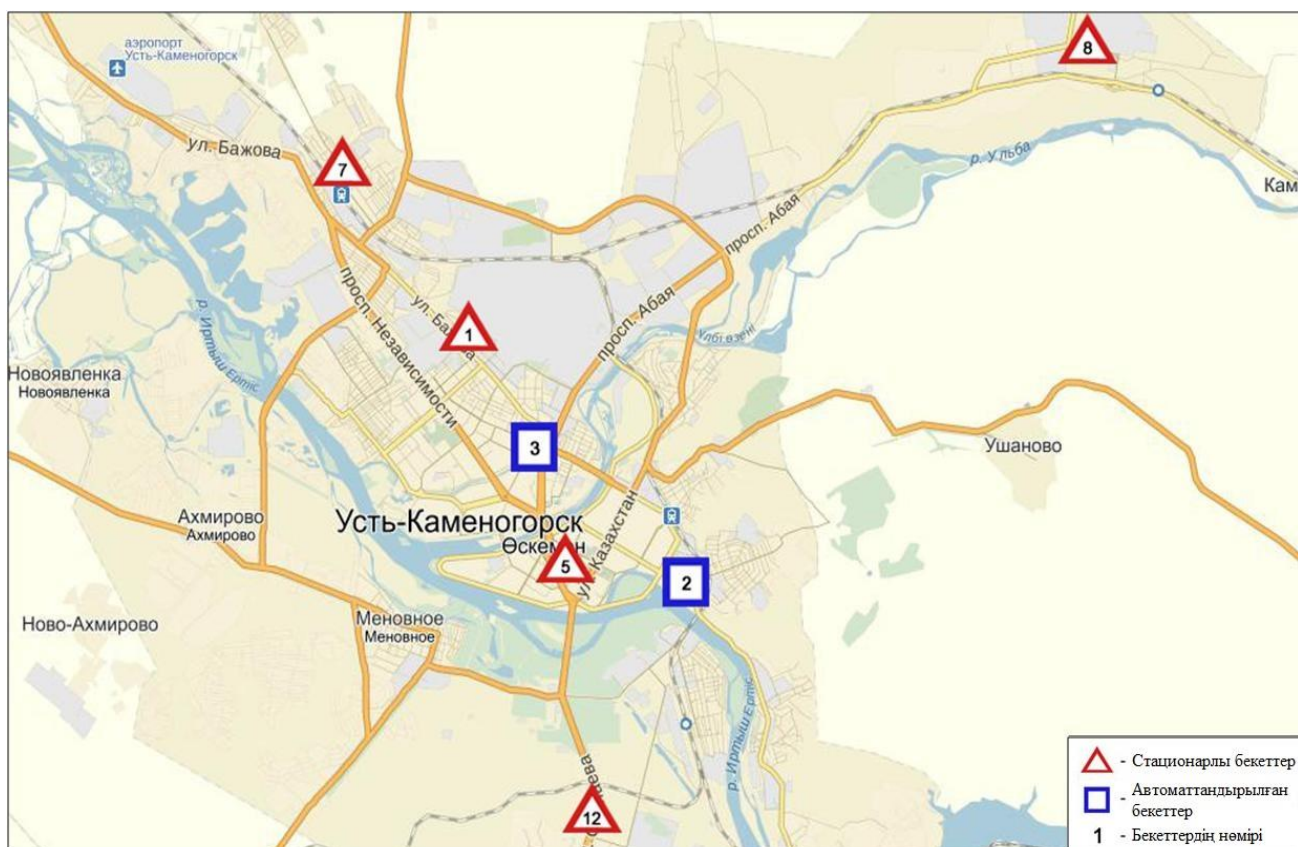 аэропорт
Усть-Каменогорск
8
ул. Бажова
7
р. Ульба
Кам
просп. Абая
просп. Независимости
р. Иртыш Ертіс
ул. Ба
ва
1
просп. Абая
Үлбі өзені
Новоявленка
Новоявленка
3
Ушаново
Ахмирово
Ахмирово
Усть-Каменогорск
Өскемен
5
ул. Казахстан
2
Ново-Ахмирово
Меновное
Меновное
р. Иртыш Ертіс
12
- Стационарлы бекеттер
- Автоматтандырылған
бекеттер
1 - Бекеттердің нөмірі